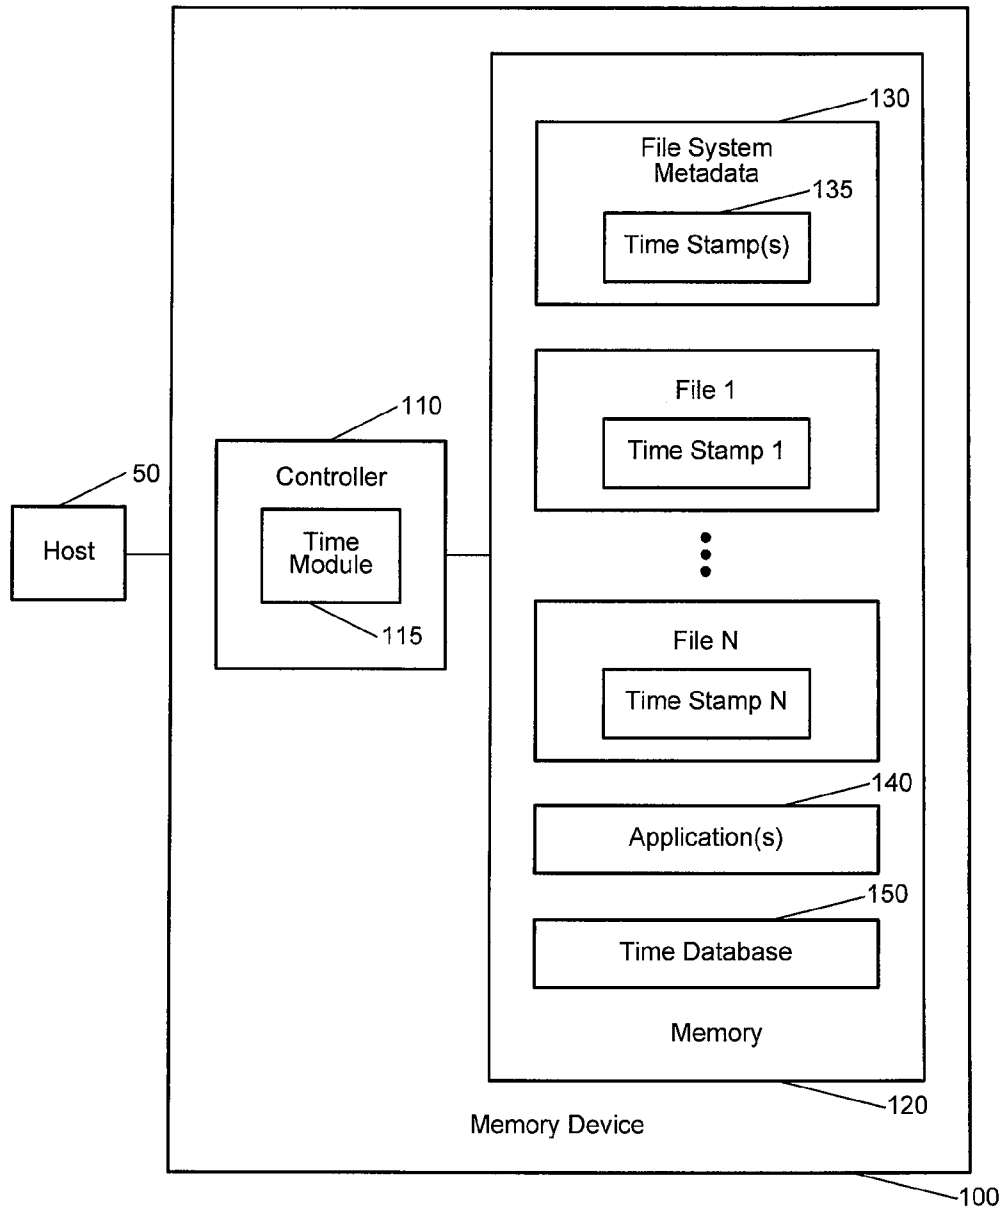 130
File System
Metadata
135
Time Stamp(s)
File 1
Time Stamp 1
110
Controller
Time
Module
115
50
Host
File N
Time Stamp N
140
Application(s)
150
Time Database
Memory
120
Memory Device
100